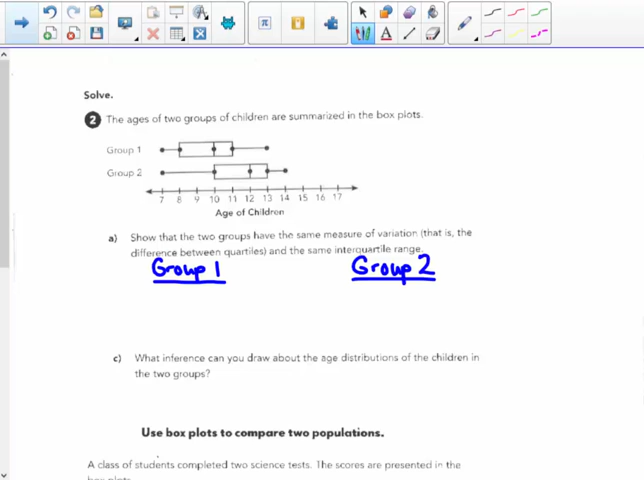 Solve.
2 The ages of two groups of children are summarized in the box plots.
Group 1
Group 2
7 8 9 10 11 12 13 14 15 16 17
Age of Children
a) Show that the two groups have the same measure of variation (that is, the
difference between quartiles) and the same interquartile range.
Group 1 Group 2
c) What inference can you draw about the age distributions of the children in
the two groups?
Use box plots to compare two populations.
A class of students completed two science tests. The scores are presented in the
box plots.